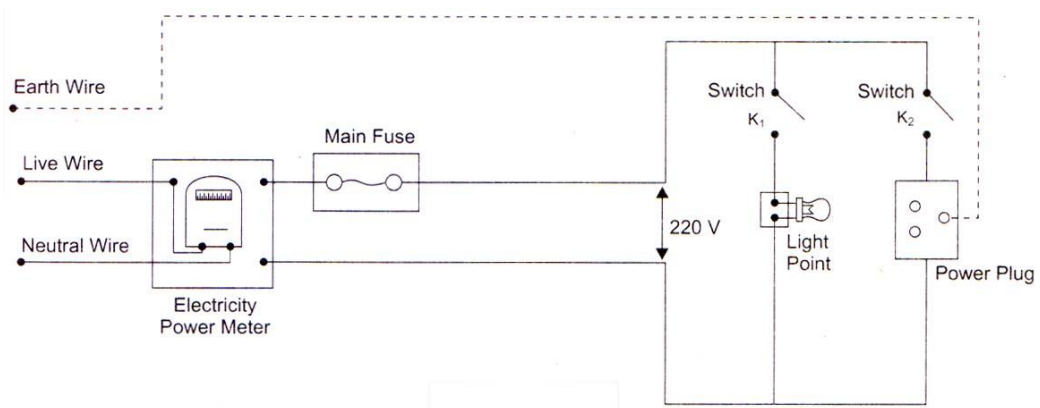 Earth Wire
Live Wire
Neutral Wire
Electricity
Power Meter
Main Fuse
220 V
Switch
K₁
Light
Point
Switch
K₂
Power Plug